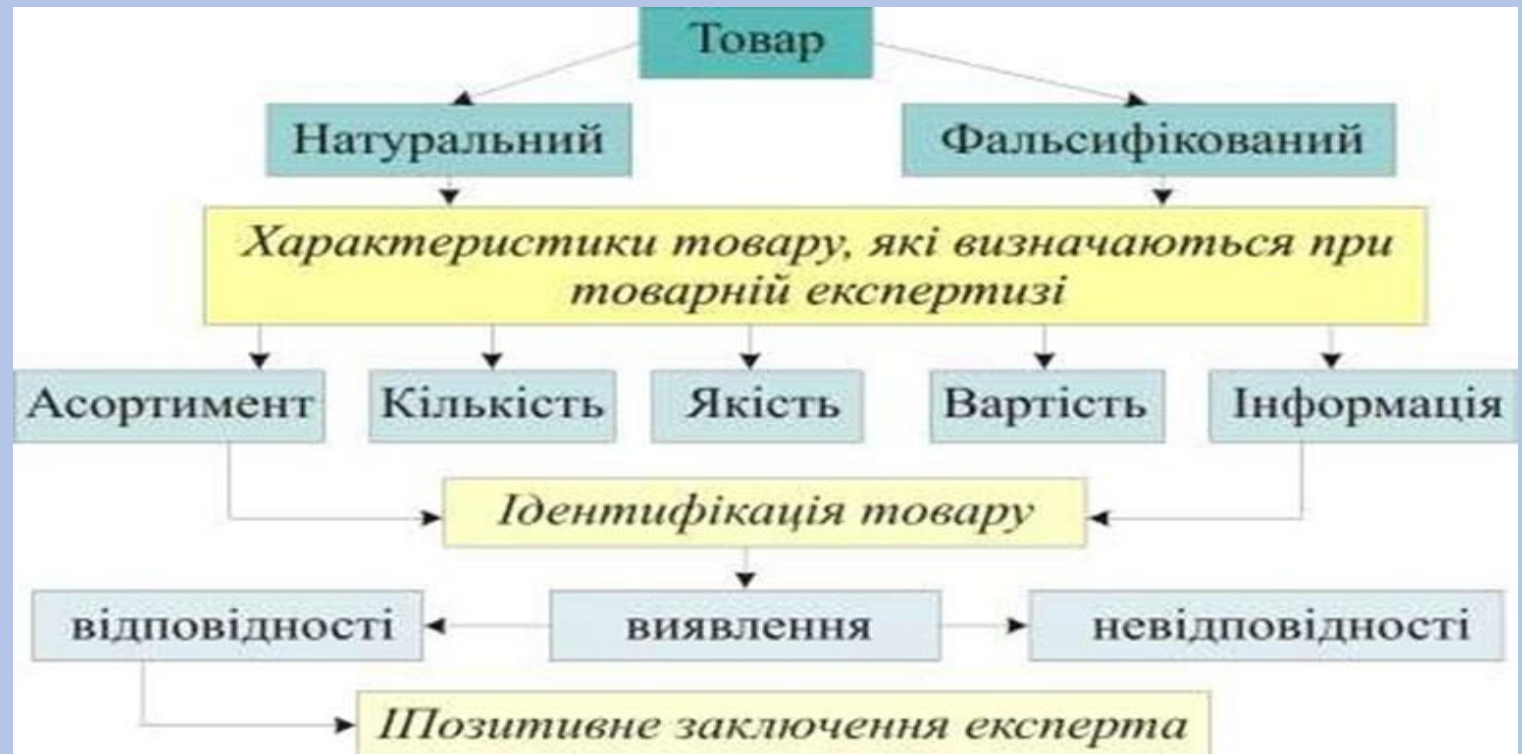 Товар
Натуральний
Фальсифікований
Характеристики товару, які визначаються при
товарній експертизі
Асортимент
Кількість
Якість
Вартість
Інформація
Ідентифікація товару
відповідності
виявлення
невідповідності
ІПозитивне заключення експерта